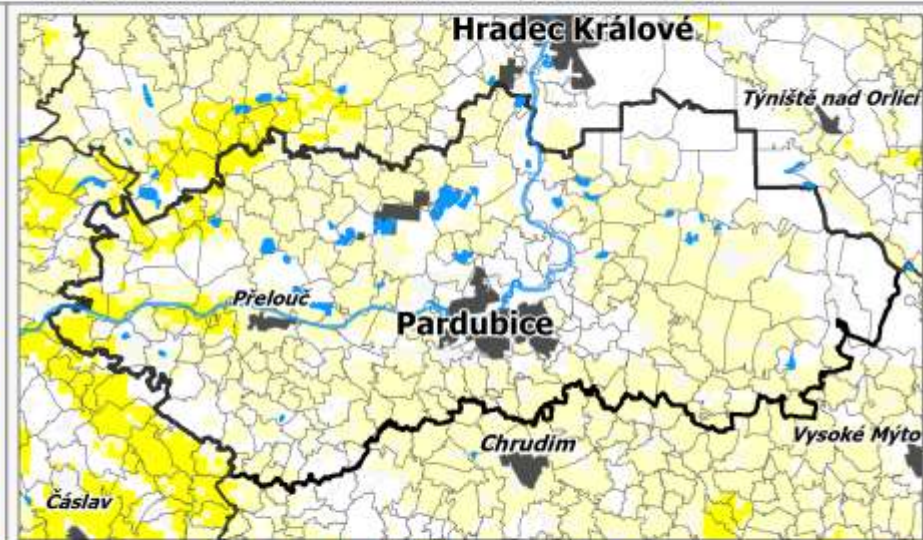 Hradec Králové
Týniště nad Orlicí
Přelouč
Pardubice
Chrudim
Vysoké Mýto
Čáslav